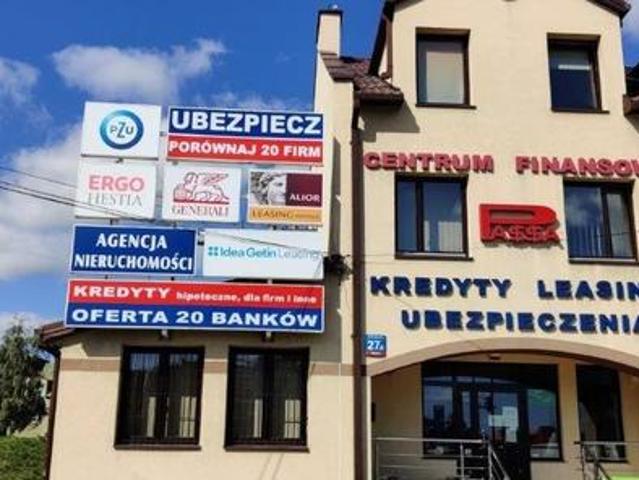 PZU
UBEZPIECZ
PORÓWNAJ 20 FIRM
ERGO
HESTIA
GENERALI
ALIOR
LEASING
AGENCJA
NIERUCHOMOŚCI
Idea Getin Leasing
KREDYTY hipoteczne, dla firm i inne
OFERTA 20 BANKÓW
CENTRUM FINANSOW
PASSA
KREDYTY LEASIN
UBEZPIECZENIA
27A